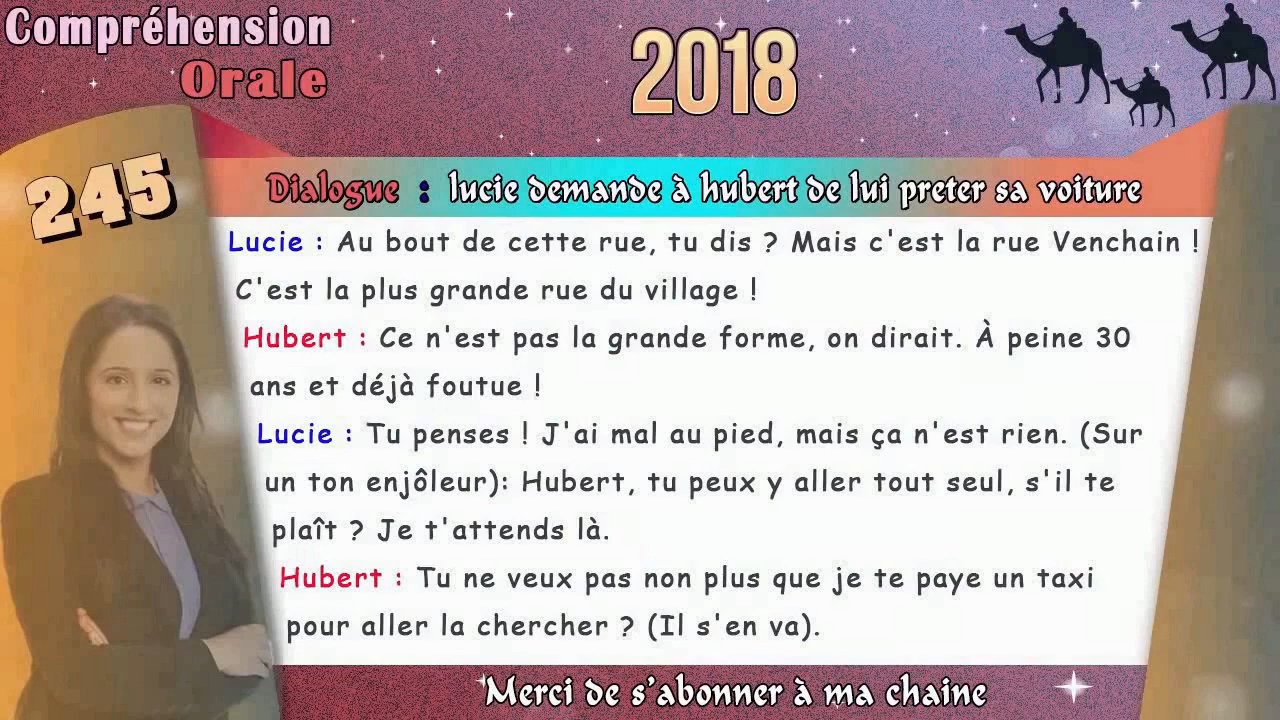 Compréhension
Orale
2018
245
Dialogue : lucie demande à hubert de lui preter sa voiture
Lucie : Au bout de cette rue, tu dis ? Mais c'est la rue Venchain !
C'est la plus grande rue du village !
Hubert : Ce n'est pas la grande forme, on dirait. À peine 30
ans et déjà foutue !
Lucie : Tu penses ! J'ai mal au pied, mais ça n'est rien. (Sur
un ton enjôleur): Hubert, tu peux y aller tout seul, s'il te
plaît ? Je t'attends là.
Hubert : Tu ne veux pas non plus que je te paye un taxi
pour aller la chercher ? (Il s'en va).
Merci de s'abonner à ma chaine